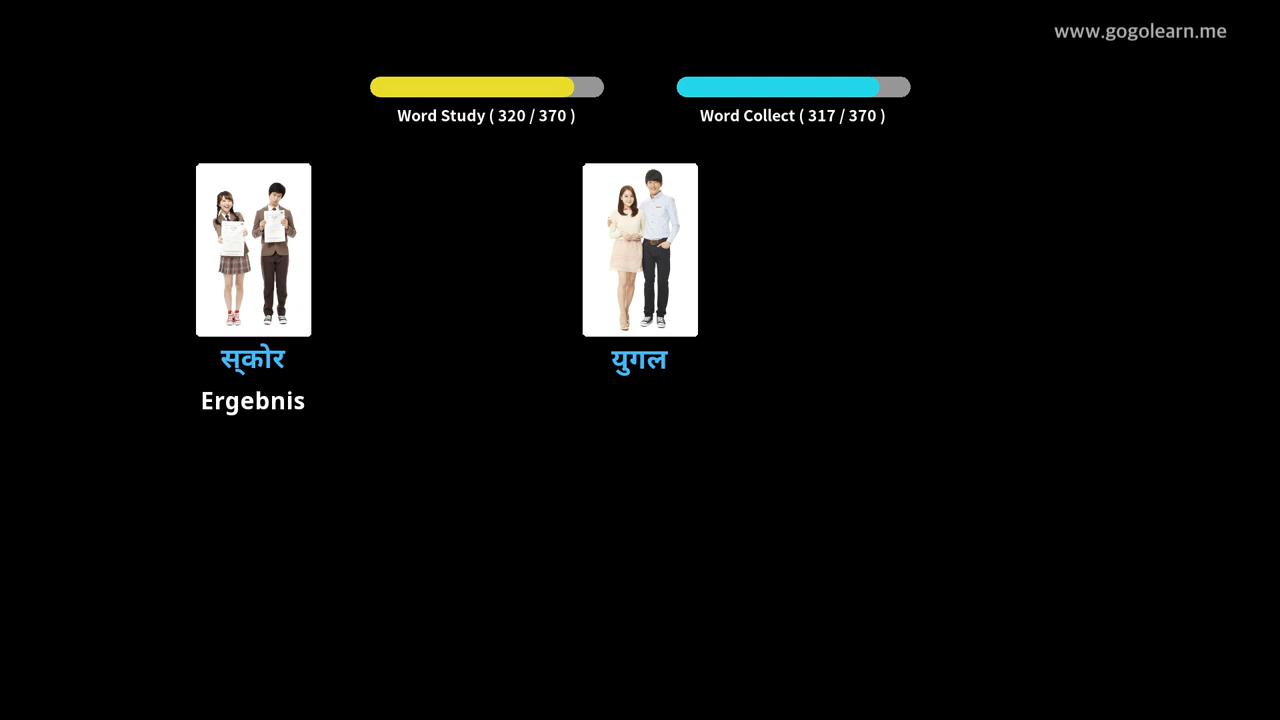 www.gogolearn.me
Word Study ( 320 / 370 )
Word Collect ( 317 / 370 )
स्कोर
युगल
Ergebnis